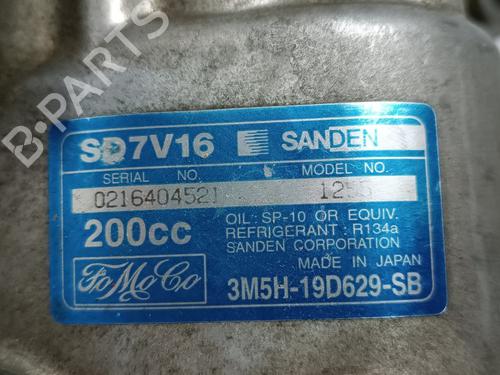 B-PARTS
SD7V16 SANDEN
SERIAL NO. MODEL NO.
0216404521
200cc
OIL: SP-10 OR EQUIV.
REFRIGERANT: R134a
SANDEN CORPORATION
MADE IN JAPAN
FoMoCo
3M5H-19D629-SB